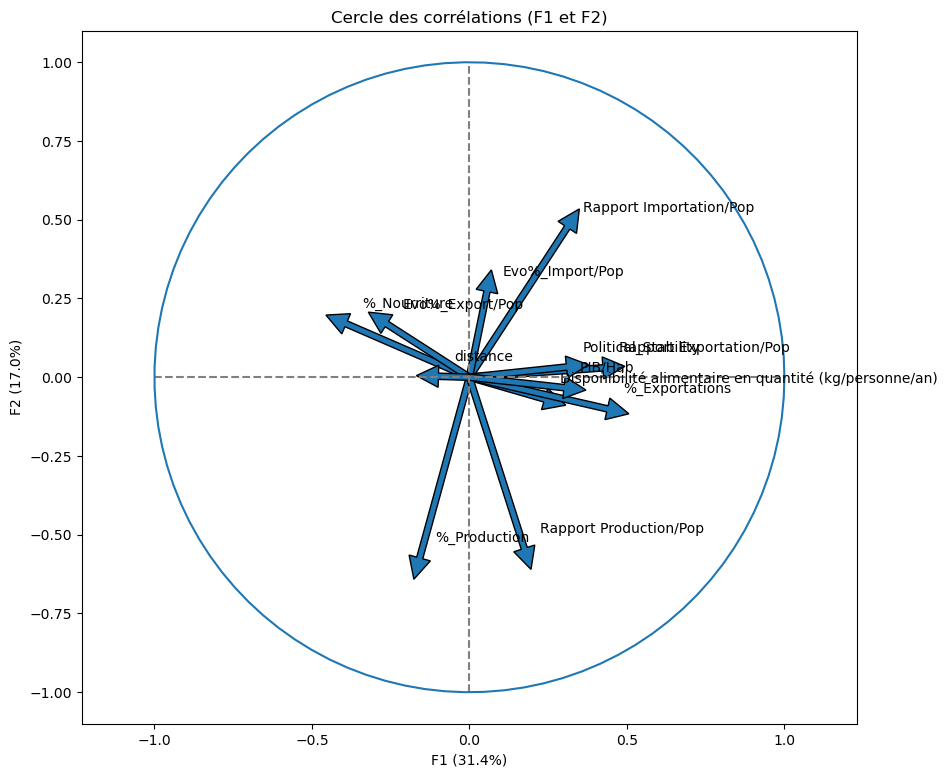 Cercle des corrélations (F1 et F2)
1.00
0.75
0.50
0.25
0.00
−0.25
−0.50
−0.75
−1.00
F2 (17.0%)
Rapport Importation/Pop
Evo%_Import/Pop
%_Nourriture
Evo%_Export/Pop
distance
Political_Stability
Rapport Exportation/Pop
PIB/Hab
Disponibilité alimentaire en quantité (kg/personne/an)
%_Exportations
Rapport Production/Pop
%_Production
−1.0
−0.5
0.0
0.5
1.0
F1 (31.4%)